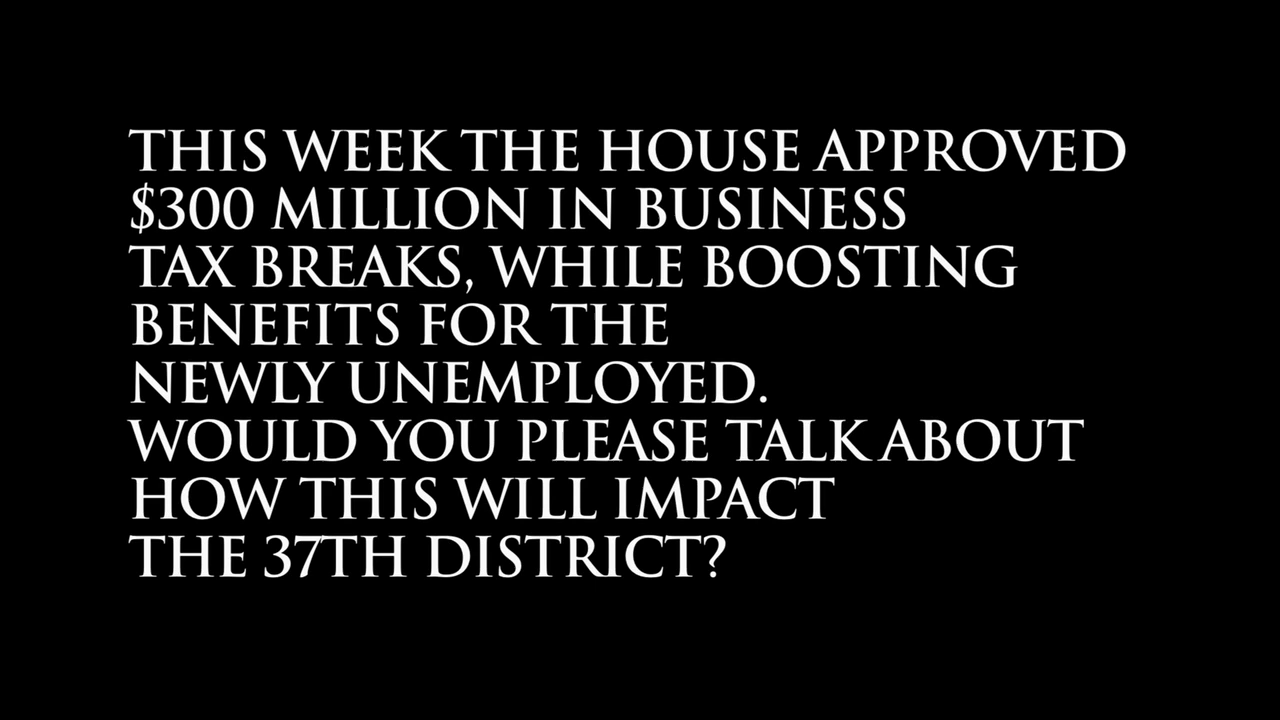 THIS WEEK THE HOUSE APPROVED
$300 MILLION IN BUSINESS
TAX BREAKS, WHILE BOOSTING
BENEFITS FOR THE
NEWLY UNEMPLOYED.
WOULD YOU PLEASE TALK ABOUT
HOW THIS WILL IMPACT
THE 37TH DISTRICT?